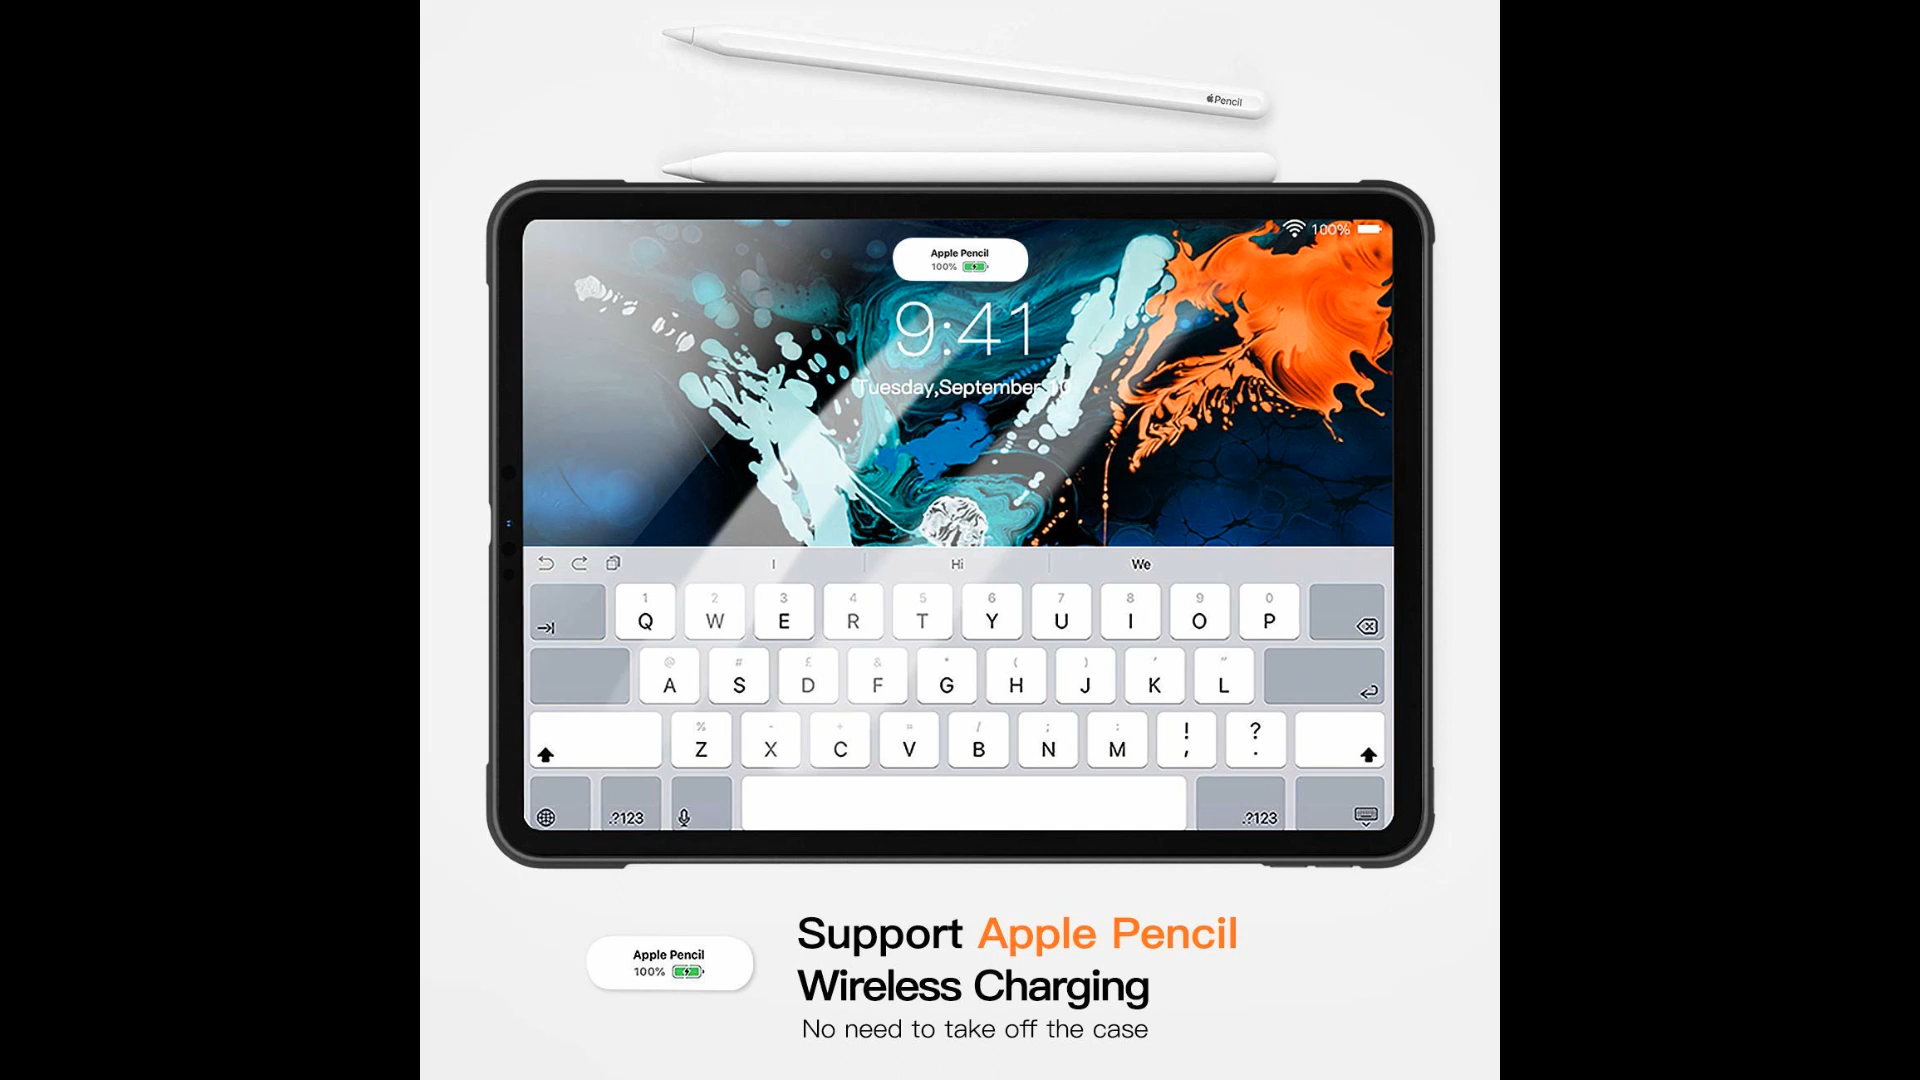 Pencil
100%
Apple Pencil
100%
9:41
Tuesday,September 10
I Hi We
1 2 3 4 5 6 7 8 9 0
Q W E R T Y U I O P
@ # £ & * ( ) ' "
A S D F G H J K L
% - + = / ; : ! ?
Z X C V B N M , .
.?123 .?123
Support Apple Pencil
Apple Pencil
100%
Wireless Charging
No need to take off the case